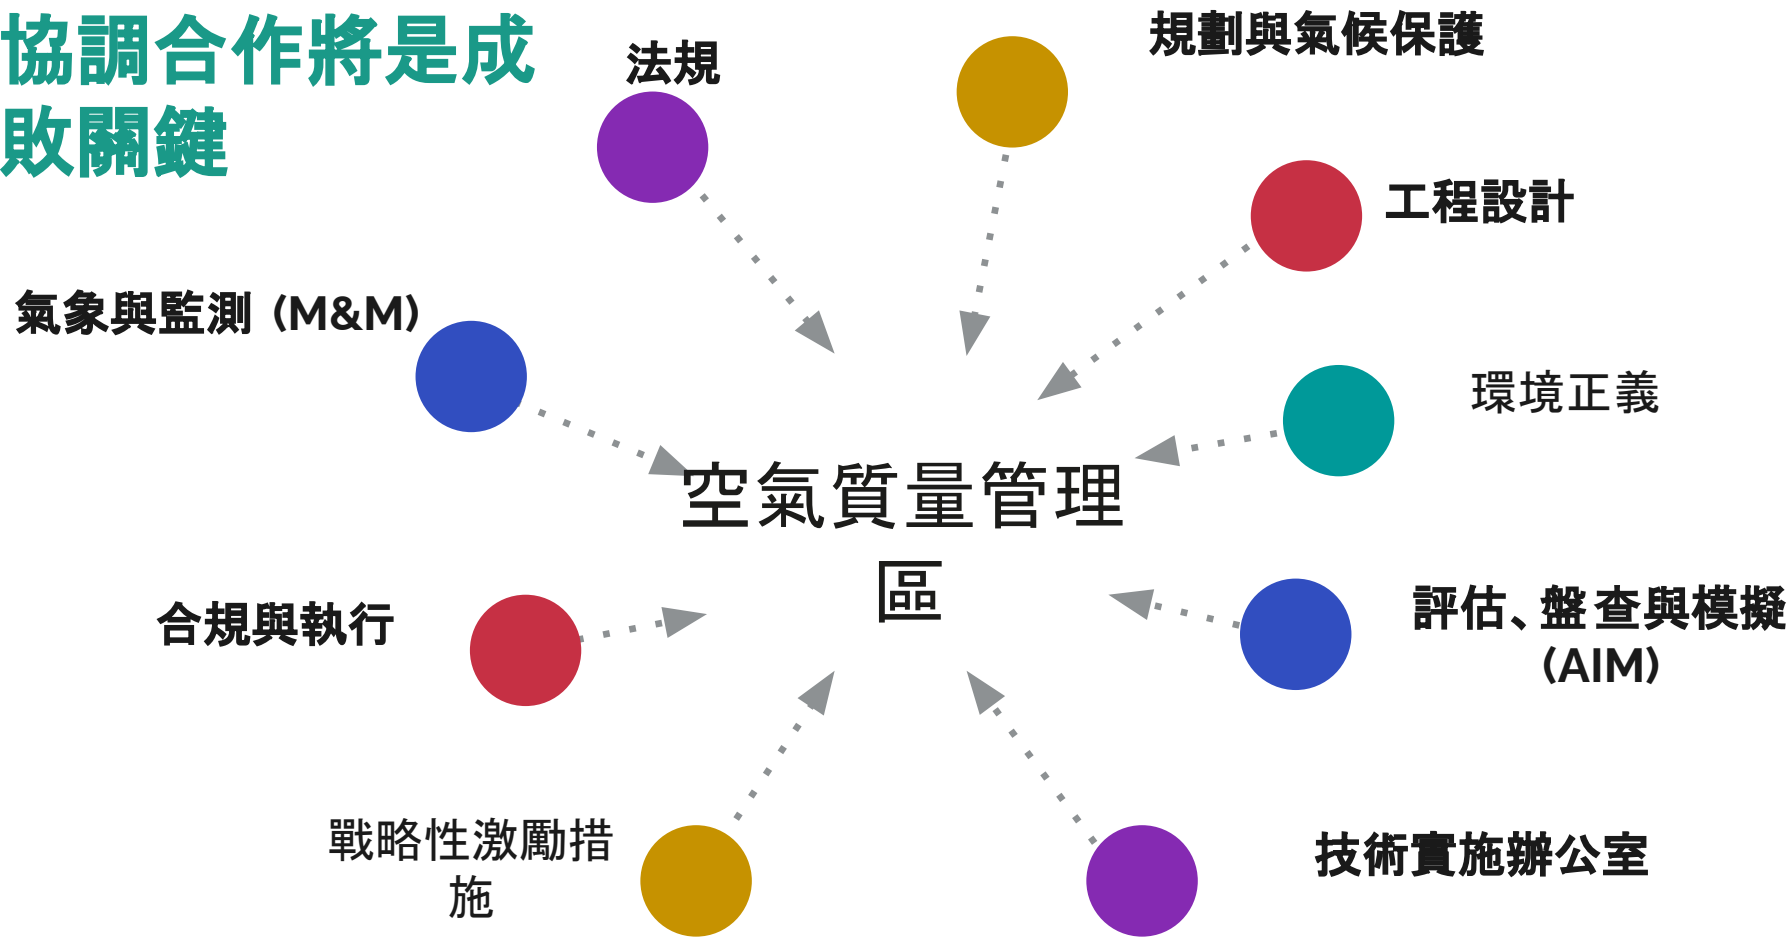 協調合作將是成
敗關鍵
法規
規劃與氣候保護
工程設計
氣象與監測 (M&M)
環境正義
空氣質量管理
區
合規與執行
評估、盤查與模擬
(AIM)
戰略性激勵措
施
技術實施辦公室